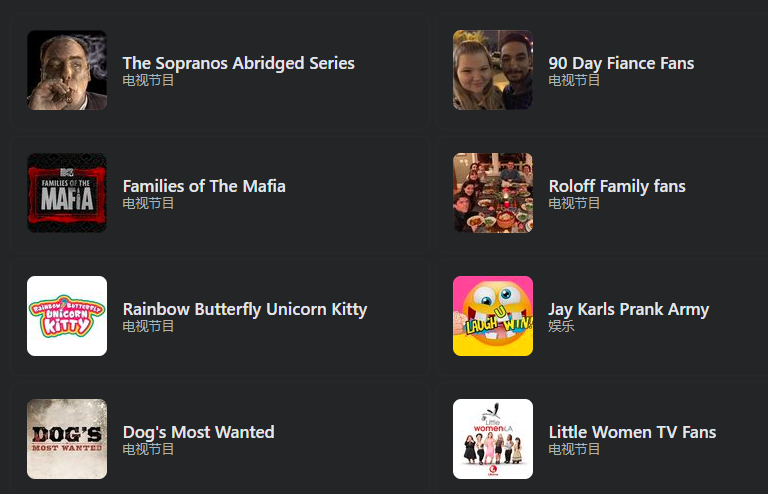 The Sopranos Abridged Series
电视节目
90 Day Fiance Fans
电视节目
FAMILIES OF THE
MAFIA
Families of The Mafia
电视节目
Roloff Family fans
电视节目
RAINBOW BUTTERFLY
UNICORN
KITTY
Rainbow Butterfly Unicorn Kitty
电视节目
LAUGH U WIN!
Jay Karls Prank Army
娱乐
DOG'S
MOST WANTED
Dog's Most Wanted
电视节目
Little
women:LA
Little Women TV Fans
电视节目